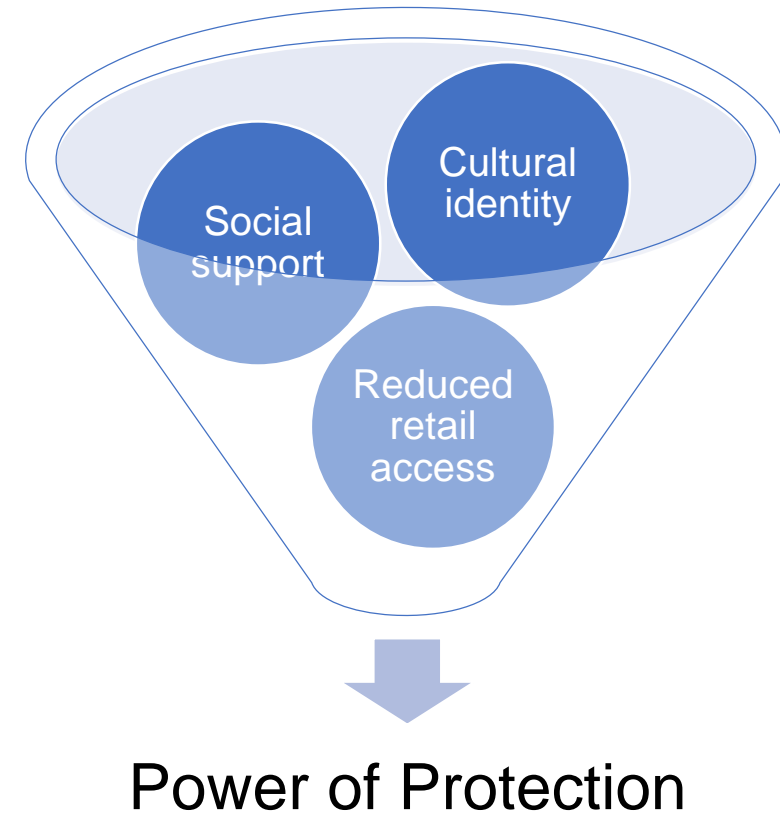 Cultural
identity
Social
support
Reduced
retail
access
Power of Protection